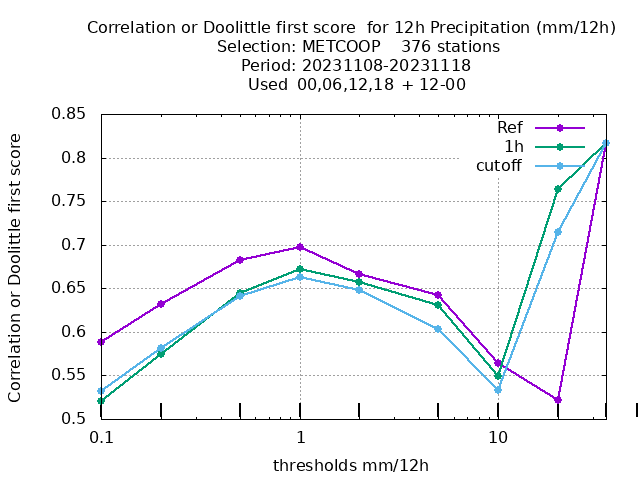 Correlation or Doolittle first score  for 12h Precipitation (mm/12h)
Selection: METCOOP    376 stations
Period: 20231108-20231118
Used  00,06,12,18  + 12-00
Correlation or Doolittle first score
0.85
0.8
0.75
0.7
0.65
0.6
0.55
0.5
Ref
1h
cutoff
0.1
1
10
thresholds mm/12h